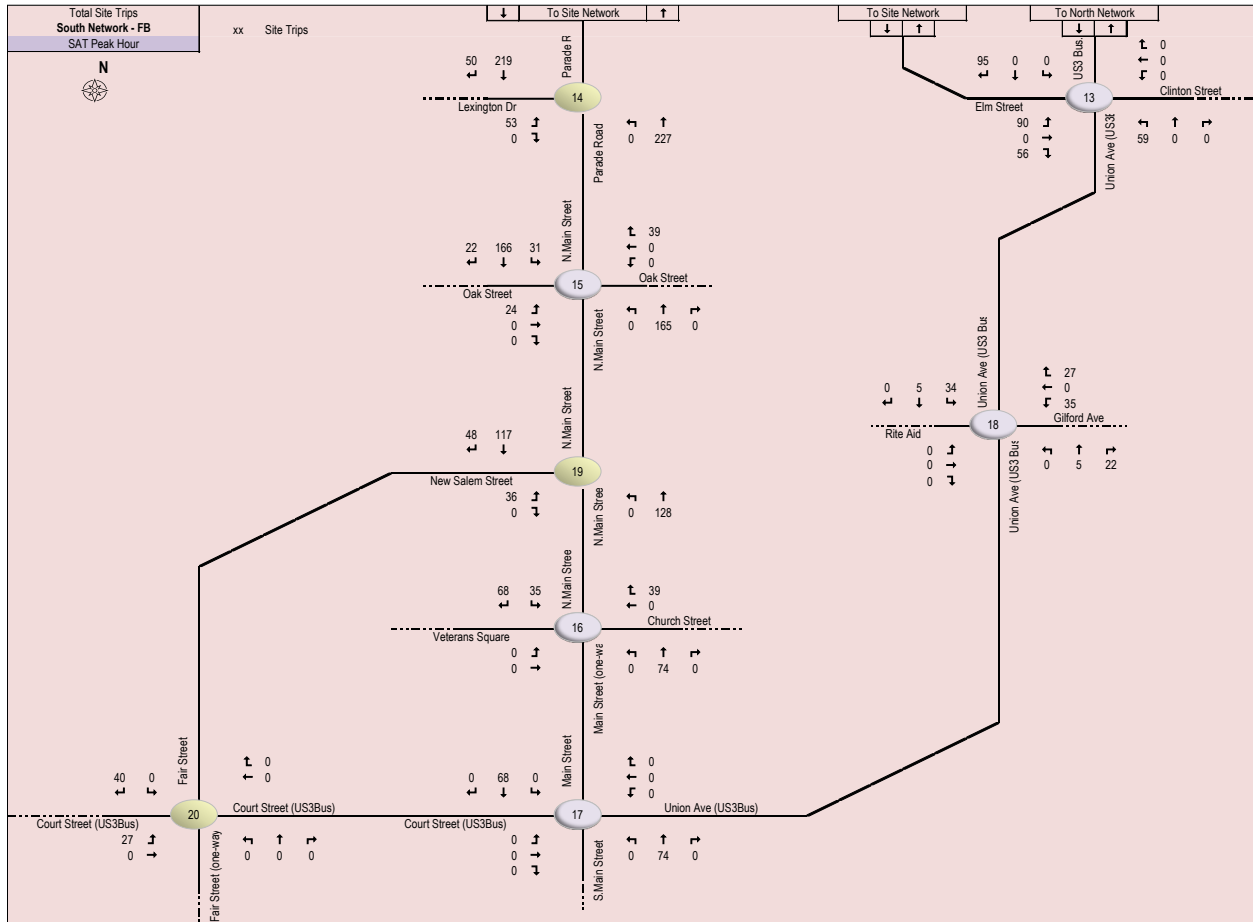 Total Site Trips
South Network - FB
SAT Peak Hour
xx Site Trips
N
↓ To Site Network ↑
To Site Network
↓ ↑
To North Network
↓ ↑
50 219
↵ ↓
Parade R
14
Lexington Dr
53
0
0 227
Parade Road
95 0 0
US3 Bus.
0
0
0
Clinton Street
13
Elm Street
90
0
56
Union Ave (US3B
59 0 0
22 166 31
N.Main Street
39
0
0
Oak Street
15
Oak Street
24
0
0
N.Main Street
0 165 0
0 5 34
Union Ave (US3 Bus
27
0
35
Gilford Ave
18
Rite Aid
0
0
0
Union Ave (US3 Bus
0 5 22
48 117
N.Main Street
19
New Salem Street
36
0
N.Main Stree
0 128
68 35
N.Main Stree
39
0
Church Street
16
Veterans Square
0
0
Main Street (one-wa
0 74 0
40 0
Fair Street
0
0
Court Street (US3Bus)
20
Court Street (US3Bus)
27
0
Fair Street (one-way
0 0 0
0 68 0
Main Street
0
0
0
Union Ave (US3Bus)
17
Court Street (US3Bus)
0
0
0
S.Main Street
0 74 0